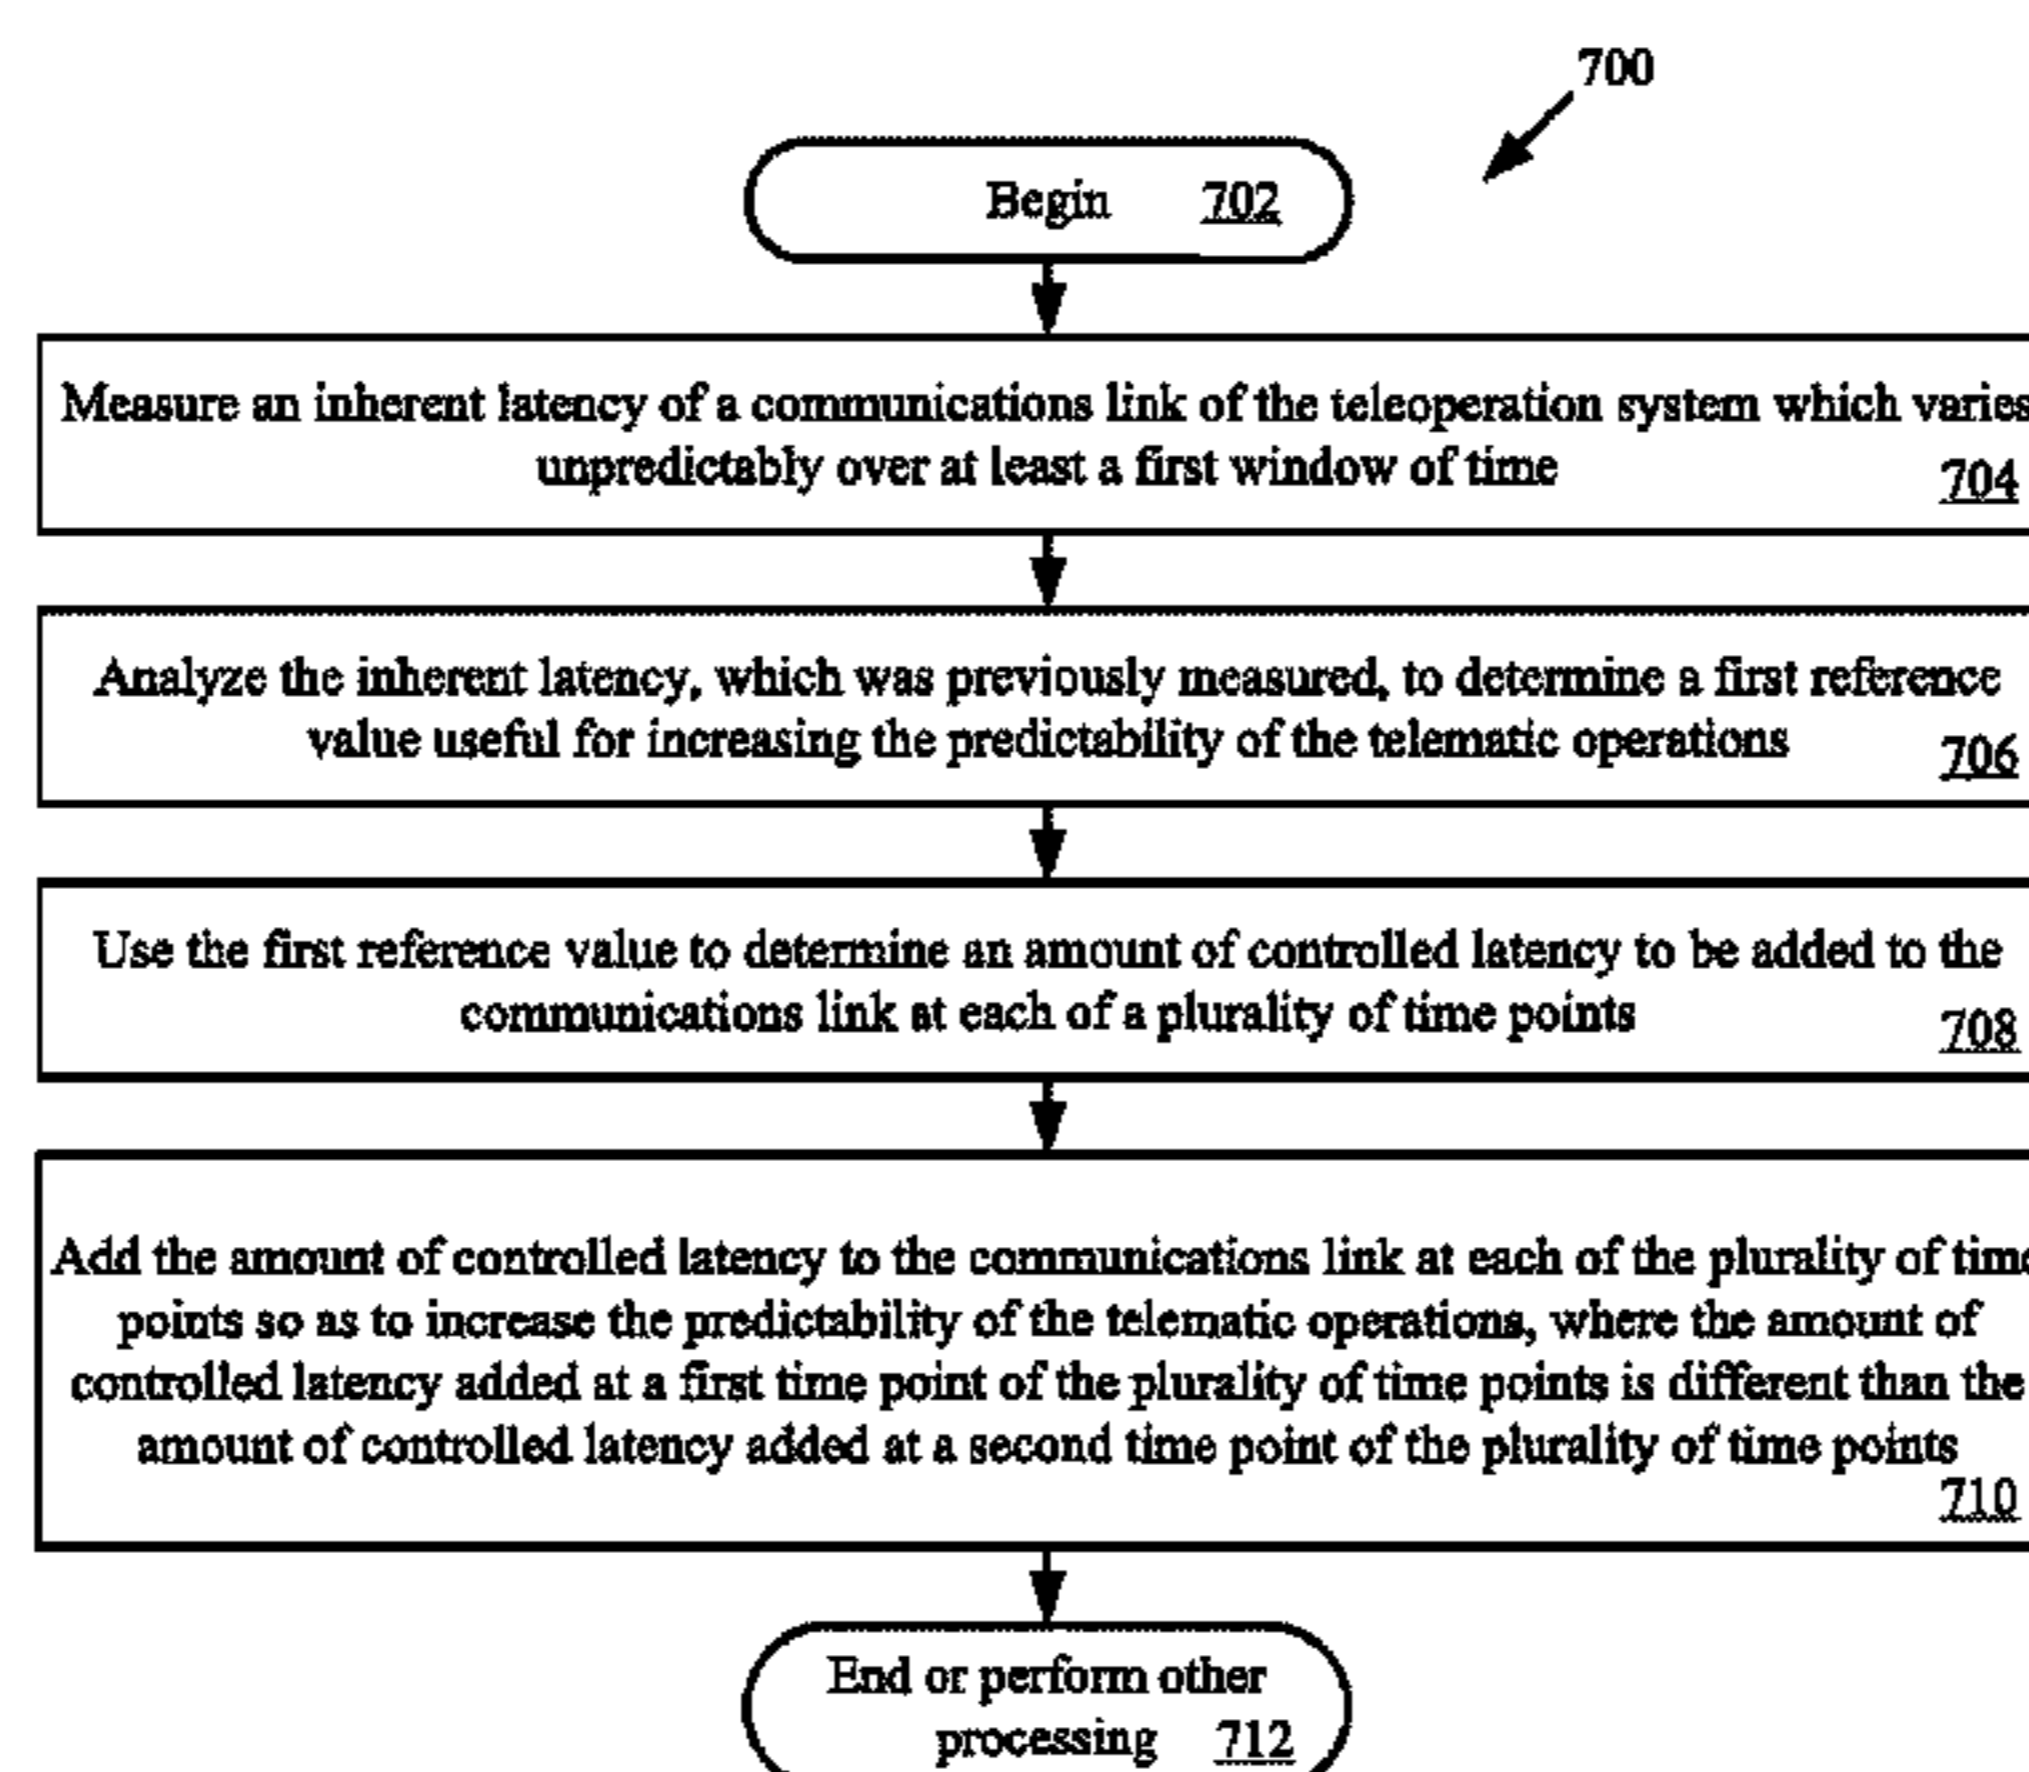 700
Begin 702
Measure an inherent latency of a communications link of the teleoperation system which varies
unpredictably over at least a first window of time
704
Analyze the inherent latency, which was previously measured, to determine a first reference
value useful for increasing the predictability of the telematic operations
706
Use the first reference value to determine an amount of controlled latency to be added to the
communications link at each of a plurality of time points
708
Add the amount of controlled latency to the communications link at each of the plurality of time
points so as to increase the predictability of the telematic operations, where the amount of
controlled latency added at a first time point of the plurality of time points is different than the
amount of controlled latency added at a second time point of the plurality of time points
710
End or perform other
processing 712